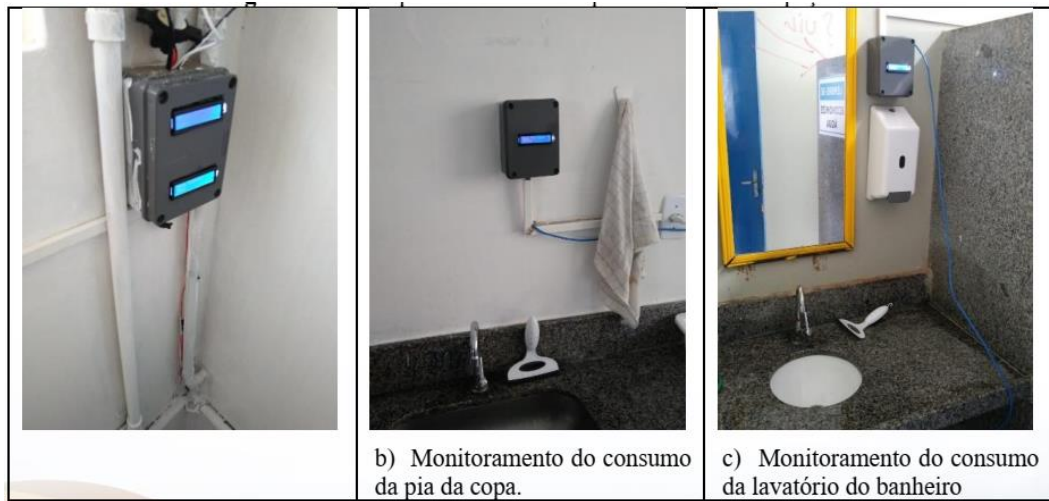 b) Monitoramento do consumo
da pia da copa.
c) Monitoramento do consumo
da lavatório do banheiro